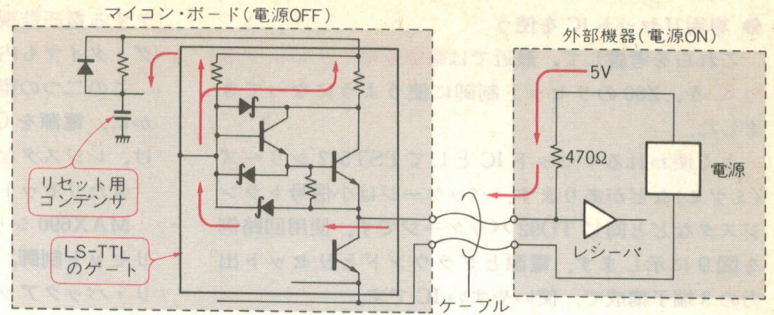 マイコン・ボード(電源OFF)
外部機器(電源ON)
5V
470Ω
電源
リセット用
コンデンサ
LS-TTL
のゲート
レシーバ
ケーブル